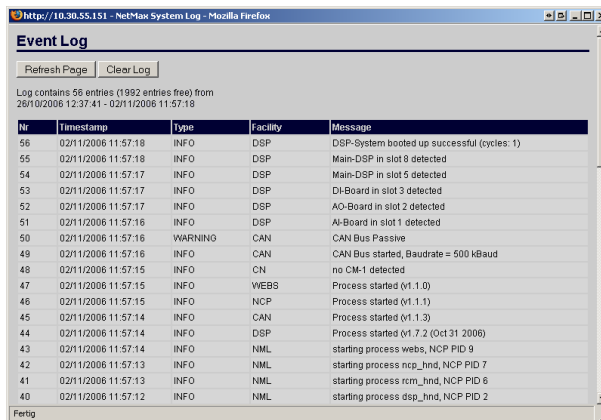 http://10.30.55.151 - NetMax System Log - Mozilla Firefox
Event Log
Refresh Page Clear Log
Log contains 56 entries (1992 entries free) from
26/10/2006 12:37:41 - 02/11/2006 11:57:18
Nr Timestamp Type Facility Message
56 02/11/2006 11:57:18 INFO DSP DSP-System booted up successful (cycles: 1)
55 02/11/2006 11:57:18 INFO DSP Main-DSP in slot 8 detected
54 02/11/2006 11:57:17 INFO DSP Main-DSP in slot 5 detected
53 02/11/2006 11:57:17 INFO DSP DI-Board in slot 3 detected
52 02/11/2006 11:57:17 INFO DSP AO-Board in slot 2 detected
51 02/11/2006 11:57:16 INFO DSP AI-Board in slot 1 detected
50 02/11/2006 11:57:16 WARNING CAN CAN Bus Passive
49 02/11/2006 11:57:16 INFO CAN CAN Bus started, Baudrate = 500 kBaud
48 02/11/2006 11:57:15 INFO CN no CM-1 detected
47 02/11/2006 11:57:15 INFO WEBS Process started (v1.1.0)
46 02/11/2006 11:57:15 INFO NCP Process started (v1.1.1)
45 02/11/2006 11:57:14 INFO CAN Process started (v1.1.3)
44 02/11/2006 11:57:14 INFO DSP Process started (v1.7.2 (Oct 31 2006)
43 02/11/2006 11:57:14 INFO NML starting process webs, NCP PID 9
42 02/11/2006 11:57:13 INFO NML starting process ncp_hnd, NCP PID 7
41 02/11/2006 11:57:13 INFO NML starting process rcm_hnd, NCP PID 6
40 02/11/2006 11:57:12 INFO NML starting process dsp_hnd, NCP PID 2
Fertig